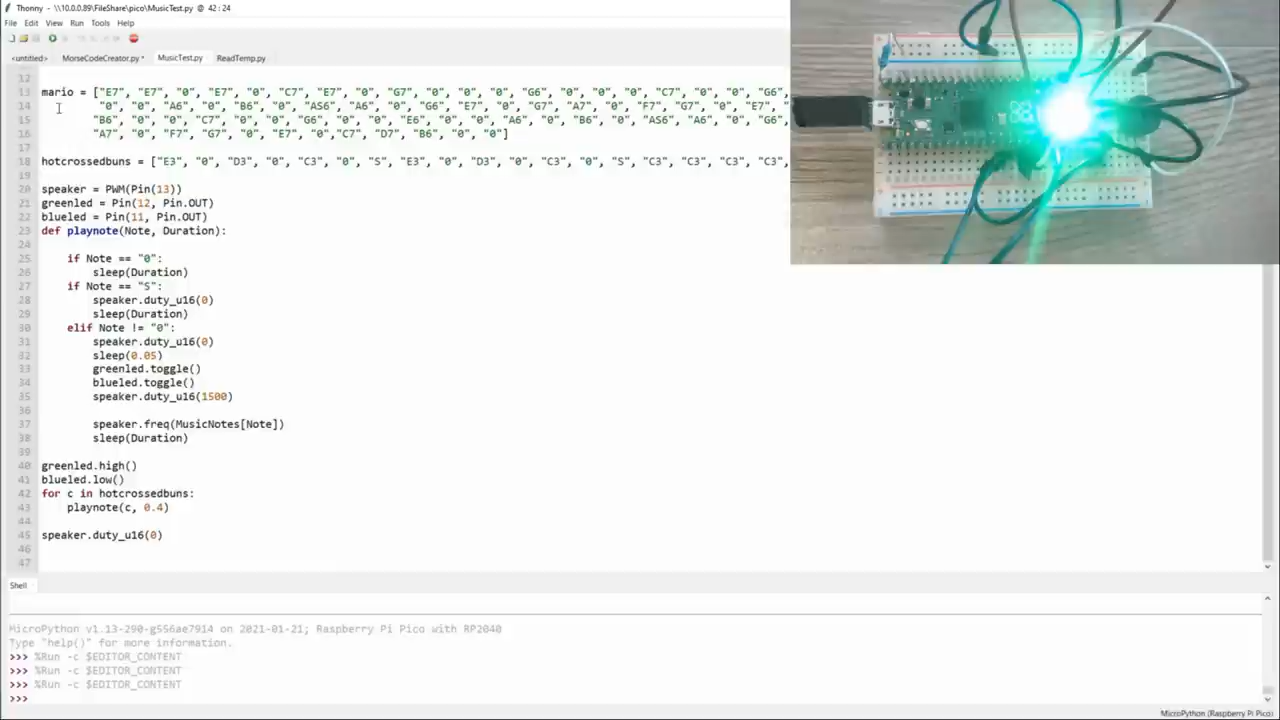 Thonny - \\10.0.0.89\FileShare\pico\MusicTest.py @ 42:24
File Edit View Run Tools Help
<untitled> MorseCodeCreator.py * MusicTest.py ReadTemp.py
12
13 mario = ["E7", "E7", "0", "E7", "0", "C7", "E7", "0", "G7", "0", "0", "0", "G6", "0", "0", "0", "C7", "0", "0", "G6",
14 "0", "0", "A6", "0", "B6", "0", "AS6", "A6", "0", "G6", "E7", "0", "G7", "A7", "0", "F7", "G7", "0", "E7",
15 "B6", "0", "0", "C7", "0", "0", "G6", "0", "0", "E6", "0", "0", "A6", "0", "B6", "0", "AS6", "A6", "0", "G6"
16 "A7", "0", "F7", "G7", "0", "E7", "0","C7", "D7", "B6", "0", "0"]
17
18 hotcrossedbuns = ["E3", "0", "D3", "0", "C3", "0", "S", "E3", "0", "D3", "0", "C3", "0", "S", "C3", "C3", "C3", "C3",
19
20 speaker = PWM(Pin(13))
21 greenled = Pin(12, Pin.OUT)
22 blueled = Pin(11, Pin.OUT)
23 def playnote(Note, Duration):
24
25 if Note == "0":
26 sleep(Duration)
27 if Note == "S":
28 speaker.duty_u16(0)
29 sleep(Duration)
30 elif Note != "0":
31 speaker.duty_u16(0)
32 sleep(0.05)
33 greenled.toggle()
34 blueled.toggle()
35 speaker.duty_u16(1500)
36
37 speaker.freq(MusicNotes[Note])
38 sleep(Duration)
39
40 greenled.high()
41 blueled.low()
42 for c in hotcrossedbuns:
43 playnote(c, 0.4)
44
45 speaker.duty_u16(0)
46
47
Shell
MicroPython v1.13-290-g556ae7914 on 2021-01-21; Raspberry Pi Pico with RP2040
Type "help()" for more information.
>>> %Run -c $EDITOR_CONTENT
>>> %Run -c $EDITOR_CONTENT
>>> %Run -c $EDITOR_CONTENT
>>>
MicroPython (Raspberry Pi Pico)